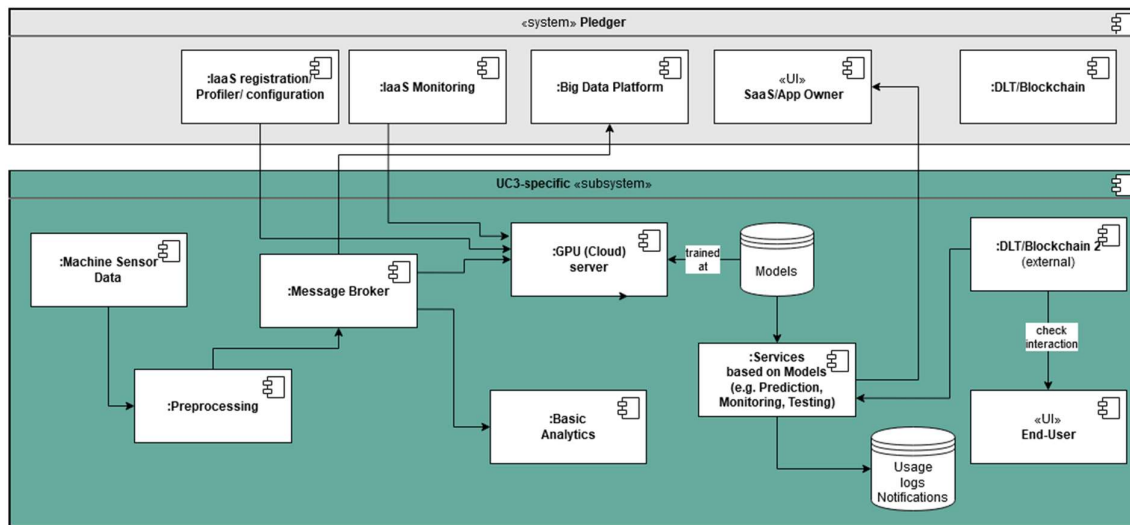 «system» Pledger
:IaaS registration/
Profiler/ configuration
:IaaS Monitoring
:Big Data Platform
«UI»
SaaS/App Owner
:DLT/Blockchain
UC3-specific «subsystem»
:Machine Sensor
Data
:Message Broker
:GPU (Cloud)
server
trained
at
Models
:DLT/Blockchain 2
(external)
check
interaction
:Preprocessing
:Basic
Analytics
:Services
based on Models
(e.g. Prediction,
Monitoring, Testing)
«UI»
End-User
Usage
logs
Notifications